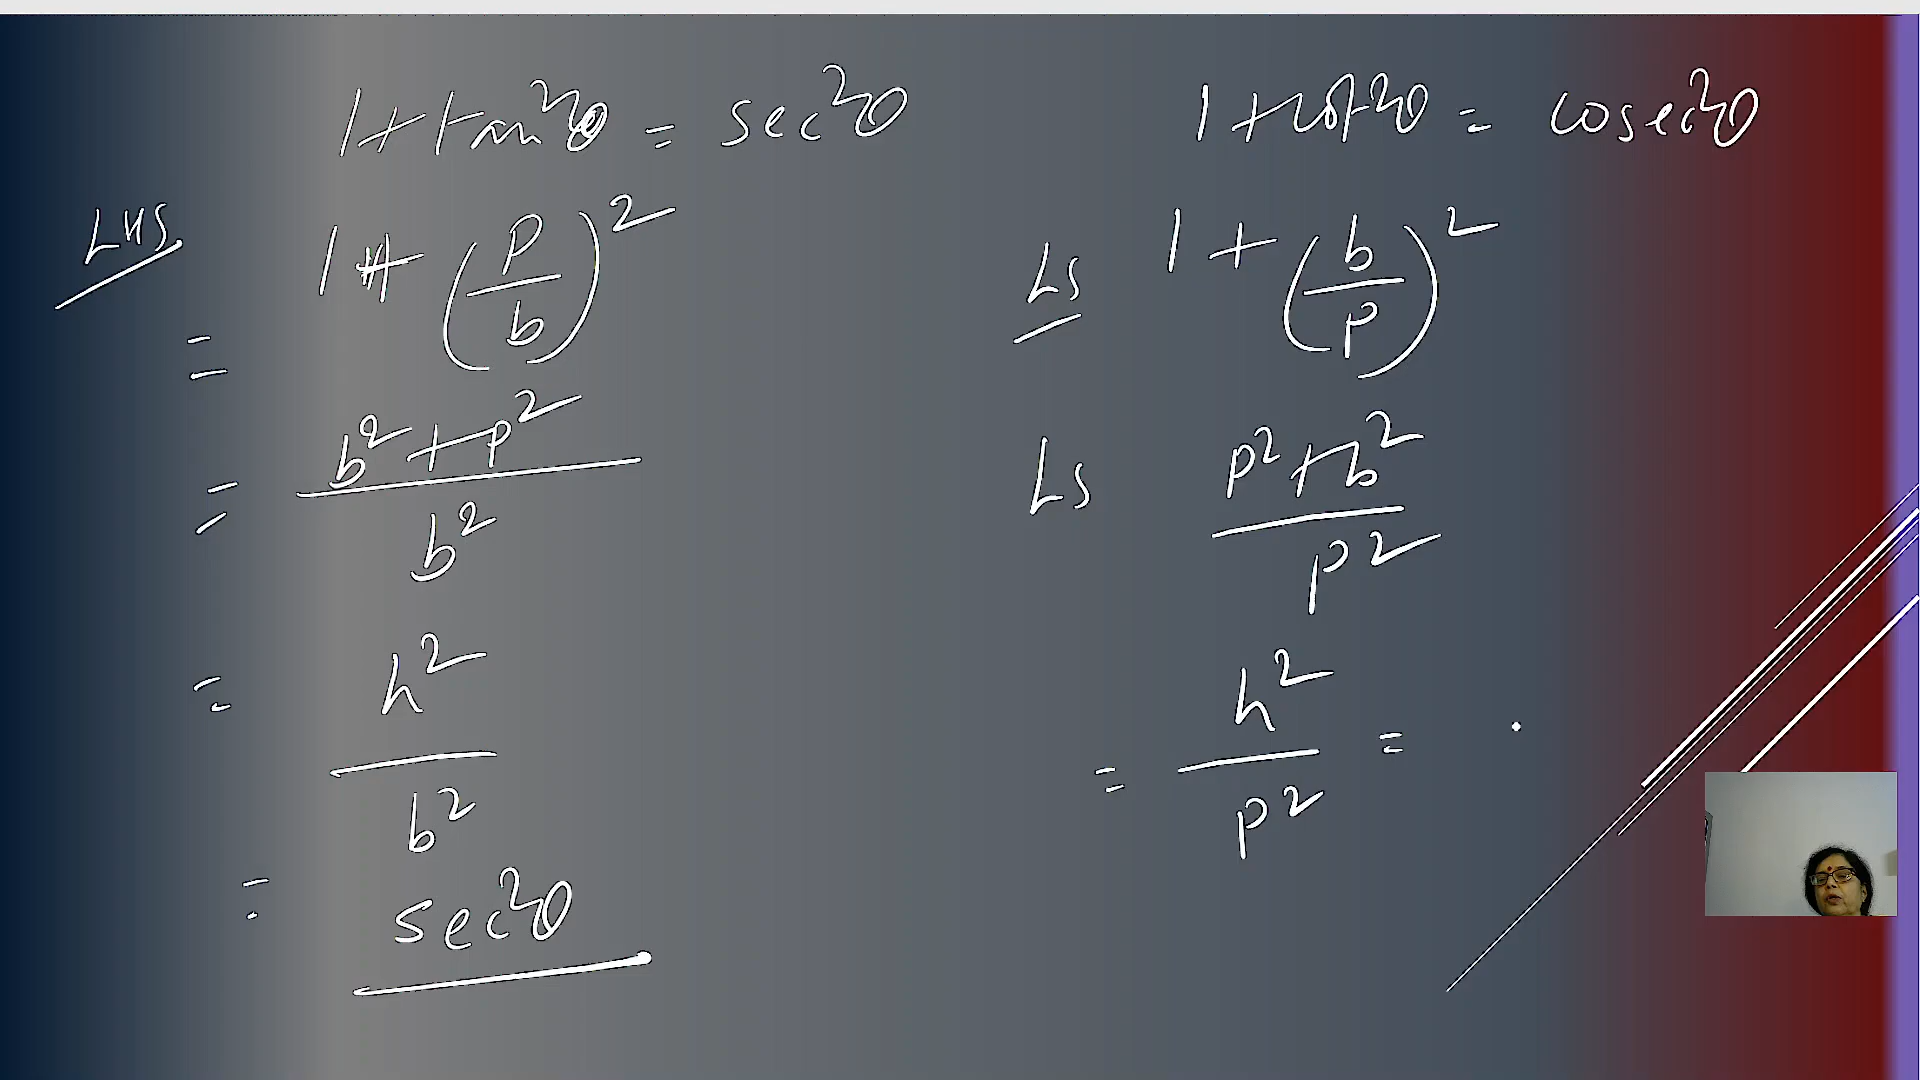 1 + tan²θ = sec²θ
LHS 1 + (p/b)²
=
= b² + p² / b²
= h² / b²
= sec²θ
1 + cot²θ = cosec²θ
LS 1 + (b/p)²
LS p² + b² / p²
= h² / p² =